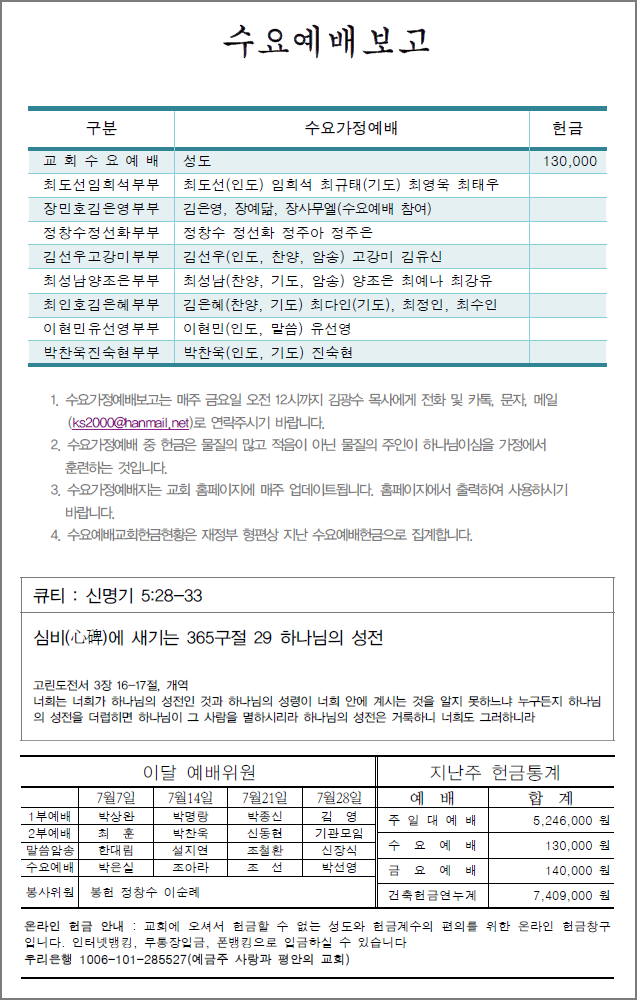 수요예배보고
구분 수요가정예배 헌금
교 회 수 요 예 배 성도 130,000
최도선임희석부부 최도선(인도) 임희석 최규태(기도) 최영욱 최태우
장민호김은영부부 김은영, 장예닮, 장사무엘(수요예배 참여)
정창수정선화부부 정창수 정선화 정주아 정주은
김선우고강미부부 김선우(인도, 찬양, 암송) 고강미 김유신
최성남양조은부부 최성남(찬양, 기도, 암송) 양조은 최예나 최강유
최인호김은혜부부 김은혜(찬양, 기도) 최다인(기도), 최정인, 최수인
이현민유선영부부 이현민(인도, 말씀) 유선영
박찬욱진숙현부부 박찬욱(인도, 기도) 진숙현
1. 수요가정예배보고는 매주 금요일 오전 12시까지 김광수 목사에게 전화 및 카톡, 문자, 메일
(ks2000@hanmail.net)로 연락주시기 바랍니다.
2. 수요가정예배 중 헌금은 물질의 많고 적음이 아닌 물질의 주인이 하나님이심을 가정에서
훈련하는 것입니다.
3. 수요가정예배지는 교회 홈페이지에 매주 업데이트됩니다. 홈페이지에서 출력하여 사용하시기
바랍니다.
4. 수요예배교회헌금현황은 재정부 형편상 지난 수요예배헌금으로 집계합니다.
큐티 : 신명기 5:28-33
심비(心碑)에 새기는 365구절 29 하나님의 성전
고린도전서 3장 16-17절, 개역
너희는 너희가 하나님의 성전인 것과 하나님의 성령이 너희 안에 계시는 것을 알지 못하느냐 누구든지 하나님
의 성전을 더럽히면 하나님이 그 사람을 멸하시리라 하나님의 성전은 거룩하니 너희도 그러하니라
이달 예배위원
7월7일 7월14일 7월21일 7월28일
1부예배 박상완 박명랑 박종신 김 영
2부예배 최 훈 박찬욱 신동현 기관모임
말씀암송 한대림 설지연 조철환 신장식
수요예배 박은실 조아라 조 선 박선영
봉사위원 봉헌 정창수 이순례
지난주 헌금통계
예 배 합 계
주 일 대 예 배 5,246,000 원
수 요 예 배 130,000 원
금 요 예 배 140,000 원
건축헌금연누계 7,409,000 원
온라인 헌금 안내 : 교회에 오셔서 헌금할 수 없는 성도와 헌금계수의 편의를 위한 온라인 헌금창구
입니다. 인터넷뱅킹, 무통장입금, 폰뱅킹으로 입금하실 수 있습니다
우리은행 1006-101-285527(예금주 사랑과 평안의 교회)